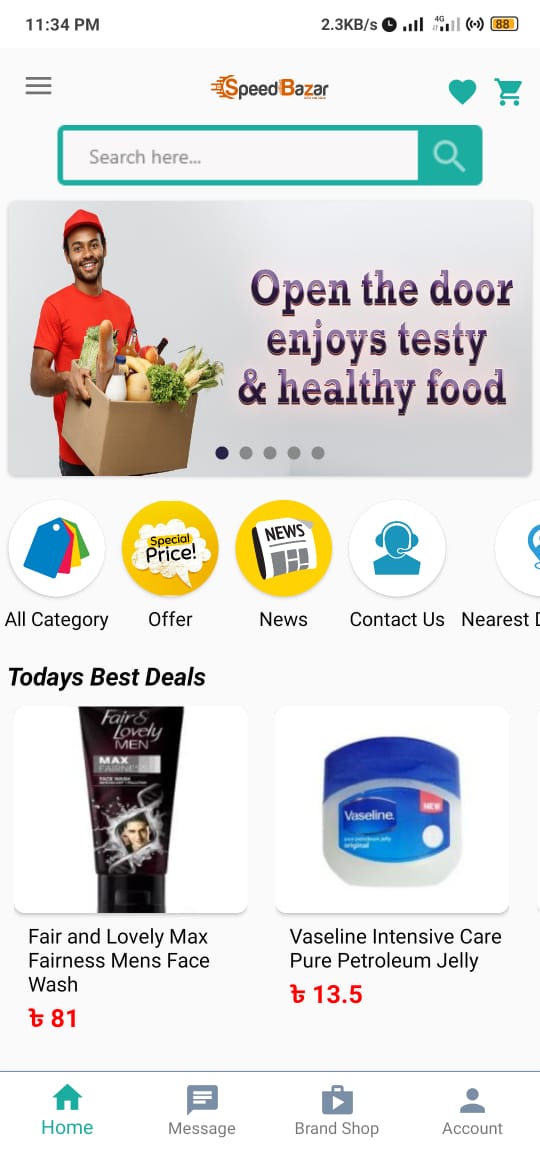 11:34 PM
2.3KB/s
4G
88
SpeedBazar
Search here...
Open the door
enjoys testy
& healthy food
Special
Price!
NEWS
All Category
Offer
News
Contact Us
Nearest D
Todays Best Deals
Fair &
Lovely
MEN
MAX
FAIRNESS
FACE WASH
Vaseline.
NEW
pure petroleum jelly
original
Fair and Lovely Max
Fairness Mens Face
Wash
Vaseline Intensive Care
Pure Petroleum Jelly
৳ 81
৳ 13.5
Home
Message
Brand Shop
Account